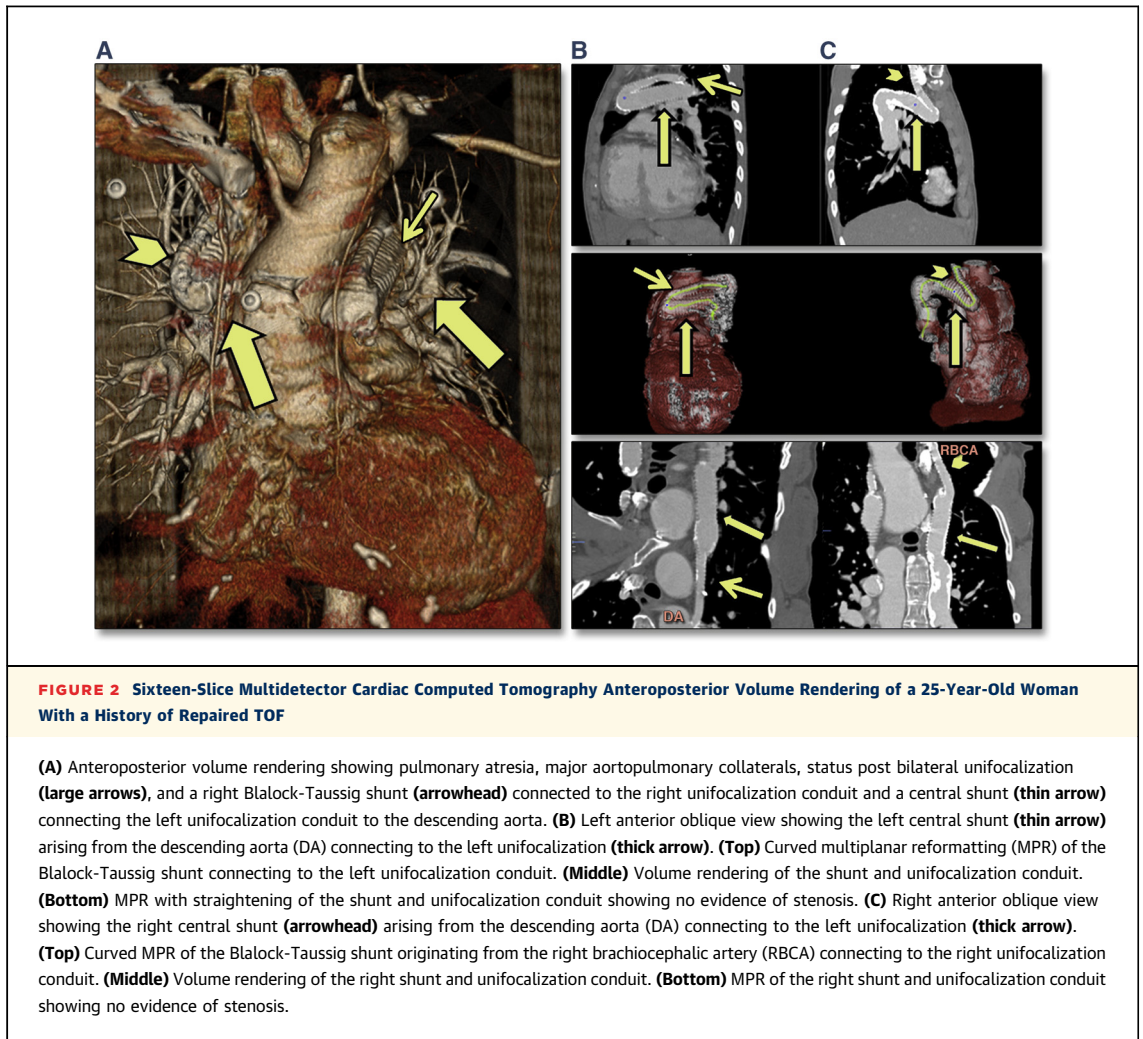 A
B
C
RBCA
DA
FIGURE 2 Sixteen-Slice Multidetector Cardiac Computed Tomography Anteroposterior Volume Rendering of a 25-Year-Old Woman
With a History of Repaired TOF
(A) Anteroposterior volume rendering showing pulmonary atresia, major aortopulmonary collaterals, status post bilateral unifocalization
(large arrows), and a right Blalock-Taussig shunt (arrowhead) connected to the right unifocalization conduit and a central shunt (thin arrow)
connecting the left unifocalization conduit to the descending aorta. (B) Left anterior oblique view showing the left central shunt (thin arrow)
arising from the descending aorta (DA) connecting to the left unifocalization (thick arrow). (Top) Curved multiplanar reformatting (MPR) of the
Blalock-Taussig shunt connecting to the left unifocalization conduit. (Middle) Volume rendering of the shunt and unifocalization conduit.
(Bottom) MPR with straightening of the shunt and unifocalization conduit showing no evidence of stenosis. (C) Right anterior oblique view
showing the right central shunt (arrowhead) arising from the descending aorta (DA) connecting to the left unifocalization (thick arrow).
(Top) Curved MPR of the Blalock-Taussig shunt originating from the right brachiocephalic artery (RBCA) connecting to the right unifocalization
conduit. (Middle) Volume rendering of the right shunt and unifocalization conduit. (Bottom) MPR of the right shunt and unifocalization conduit
showing no evidence of stenosis.